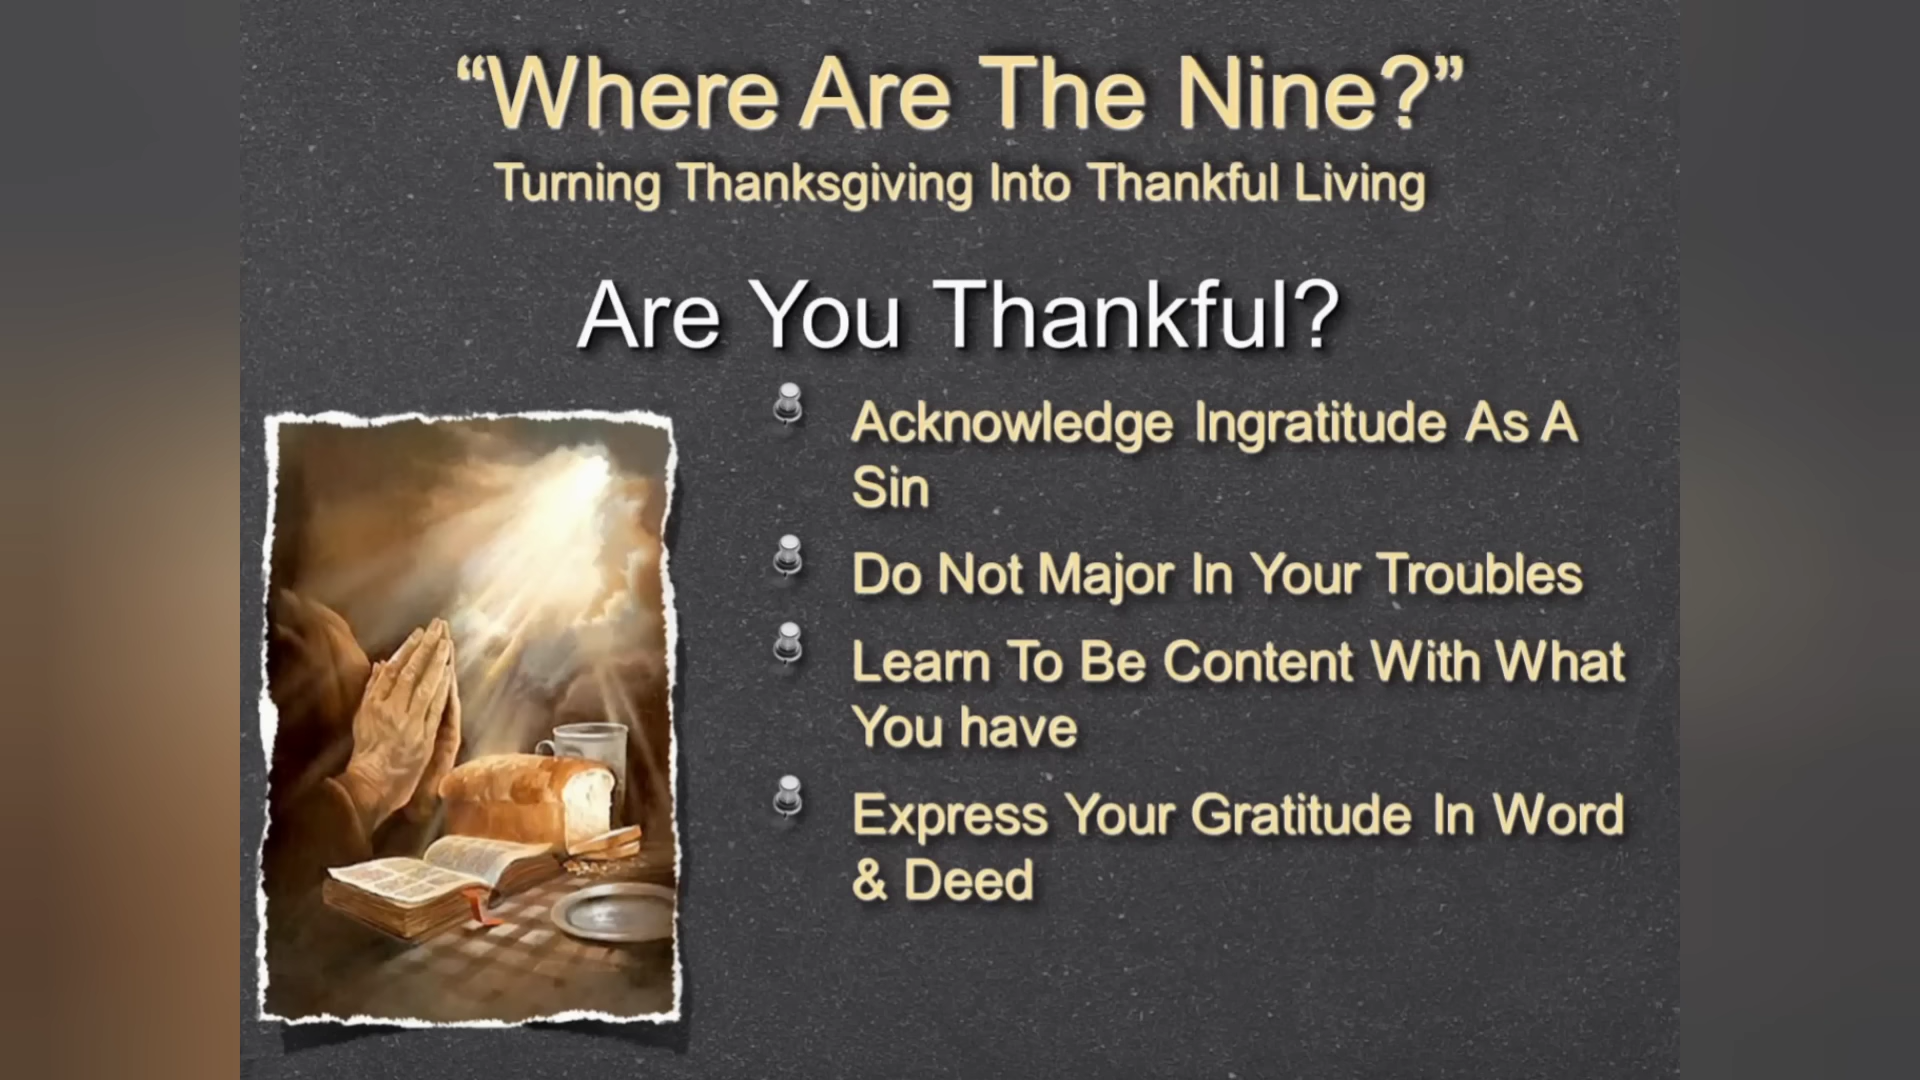 “Where Are The Nine?”
Turning Thanksgiving Into Thankful Living
Are You Thankful?
Acknowledge Ingratitude As A
Sin
Do Not Major In Your Troubles
Learn To Be Content With What
You have
Express Your Gratitude In Word
& Deed